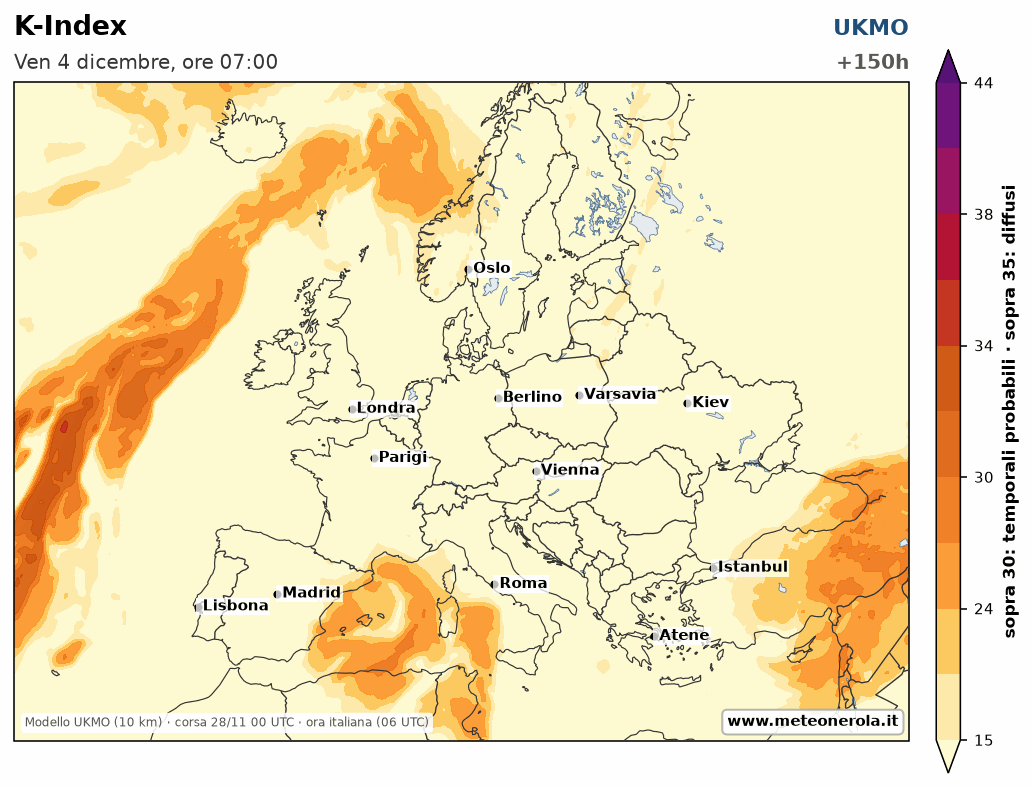 K-Index
UKMO
Ven 4 dicembre, ore 07:00
+150h
44
38
34
30
24
15
sopra 30: temporali probabili · sopra 35: diffusi
Oslo
Berlino
Varsavia
Kiev
Londra
Parigi
Vienna
Istanbul
Roma
Madrid
Lisbona
Atene
Modello UKMO (10 km) · corsa 28/11 00 UTC · ora italiana (06 UTC)
www.meteonerola.it